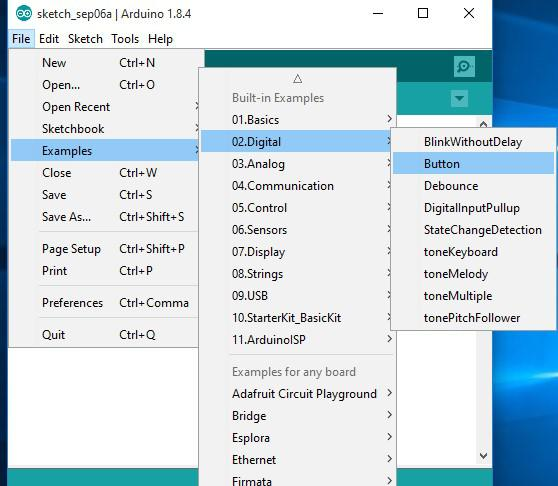 sketch_sep06a | Arduino 1.8.4
File Edit Sketch Tools Help
New Ctrl+N
Open... Ctrl+O
Open Recent
Sketchbook
Examples
Close Ctrl+W
Save Ctrl+S
Save As... Ctrl+Shift+S
Page Setup Ctrl+Shift+P
Print Ctrl+P
Preferences Ctrl+Comma
Quit Ctrl+Q
Built-in Examples
01.Basics
02.Digital
03.Analog
04.Communication
05.Control
06.Sensors
07.Display
08.Strings
09.USB
10.StarterKit_BasicKit
11.ArduinoISP
Examples for any board
Adafruit Circuit Playground
Bridge
Esplora
Ethernet
Firmata
BlinkWithoutDelay
Button
Debounce
DigitalInputPullup
StateChangeDetection
toneKeyboard
toneMelody
toneMultiple
tonePitchFollower